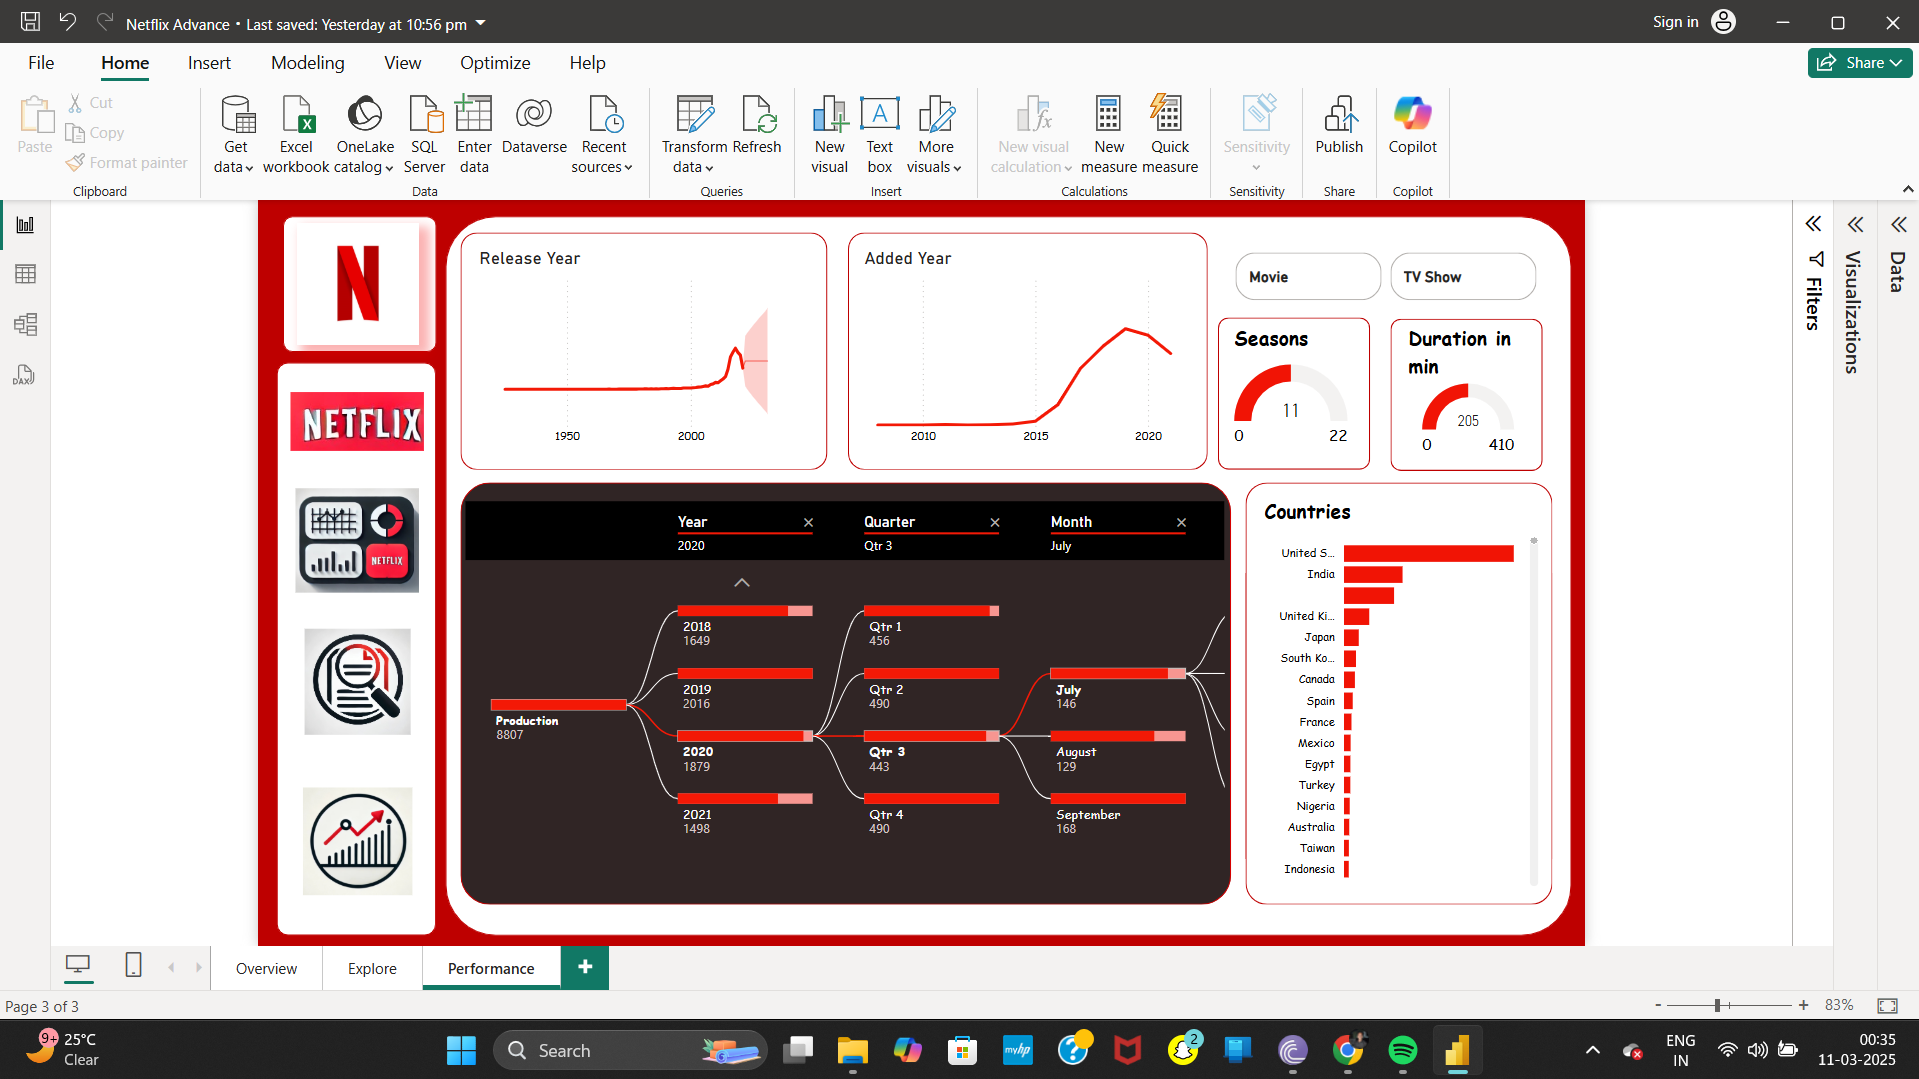 Netflix Advance • Last saved: Yesterday at 10:56 pm
Sign in
File
Home
Insert
Modeling
View
Optimize
Help
Share
Paste
Cut
Copy
Format painter
Clipboard
Get
data
Excel
workbook
OneLake
catalog
SQL
Server
Enter
data
Dataverse
Recent
sources
Data
Transform
data
Refresh
Queries
New
visual
Text
box
More
visuals
Insert
New visual
calculation
New
measure
Quick
measure
Calculations
Sensitivity
Sensitivity
Publish
Share
Copilot
Copilot
DAX
N
NETFLIX
NETFLIX
Release Year
1950
2000
Added Year
2010
2015
2020
Movie
TV Show
Seasons
11
0
22
Duration in
min
205
0
410
Year
2020
Quarter
Qtr 3
Month
July
Production
8807
2018
1649
2019
2016
2020
1879
2021
1498
Qtr 1
456
Qtr 2
490
Qtr 3
443
Qtr 4
490
July
146
August
129
September
168
Countries
United S...
India
United Ki...
Japan
South Ko...
Canada
Spain
France
Mexico
Egypt
Turkey
Nigeria
Australia
Taiwan
Indonesia
Filters
Visualizations
Data
Overview
Explore
Performance
+
Page 3 of 3
- + 83%
9+
25°C
Clear
Search
myhp
2
ENG
IN
00:35
11-03-2025